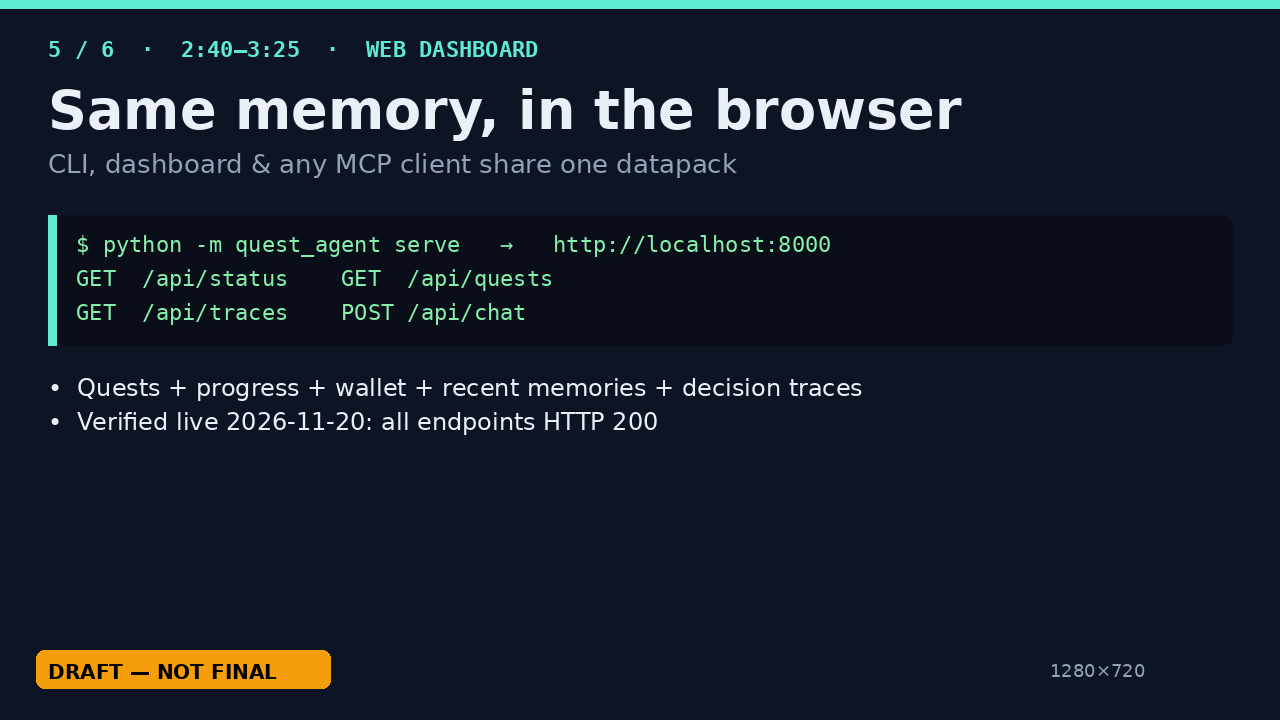 5 / 6 · 2:40–3:25 · WEB DASHBOARD
Same memory, in the browser
CLI, dashboard & any MCP client share one datapack
$ python -m quest_agent serve → http://localhost:8000
GET /api/status GET /api/quests
GET /api/traces POST /api/chat
• Quests + progress + wallet + recent memories + decision traces
• Verified live 2026-11-20: all endpoints HTTP 200
DRAFT — NOT FINAL
1280×720